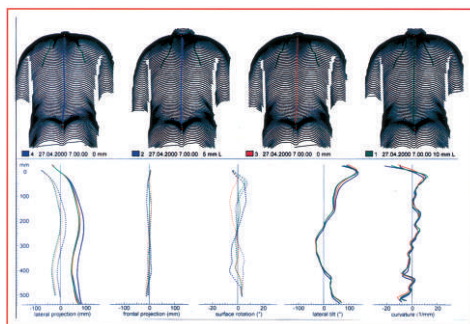 4 27.04.2000 7.00.00 0 mm
2 27.04.2000 7.00.00 5 mm L
3 27.04.2000 7.00.00 0 mm
1 27.04.2000 7.00.00 10 mm L
mm
0
100
200
300
400
500
-100 0 100
lateral projection (mm)
-100 0 100
frontal projection (mm)
-20 0 20
surface rotation (°)
0
lateral tilt (°)
-20 0 20
curvature (1/mm)